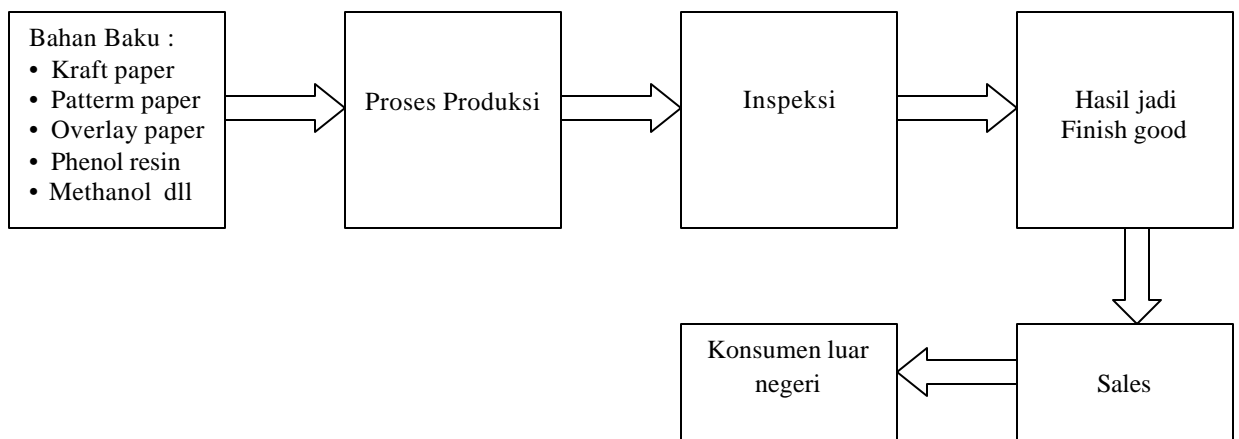 Bahan Baku :
• Kraft paper
• Patterm paper
• Overlay paper
• Phenol resin
• Methanol dll
Proses Produksi
Inspeksi
Hasil jadi
Finish good
Sales
Konsumen luar
negeri